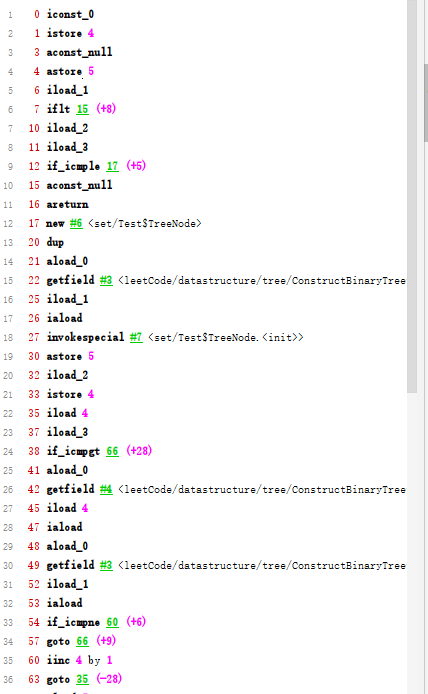 1 0 iconst_0
2 1 istore 4
3 3 aconst_null
4 4 astore 5
5 6 iload_1
6 7 iflt 15 (+8)
7 10 iload_2
8 11 iload_3
9 12 if_icmple 17 (+5)
10 15 aconst_null
11 16 areturn
12 17 new #6 <set/Test$TreeNode>
13 20 dup
14 21 aload_0
15 22 getfield #3 <leetCode/datastructure/tree/ConstructBinaryTree
16 25 iload_1
17 26 iaload
18 27 invokespecial #7 <set/Test$TreeNode.<init>>
19 30 astore 5
20 32 iload_2
21 33 istore 4
22 35 iload 4
23 37 iload_3
24 38 if_icmpgt 66 (+28)
25 41 aload_0
26 42 getfield #4 <leetCode/datastructure/tree/ConstructBinaryTree
27 45 iload 4
28 47 iaload
29 48 aload_0
30 49 getfield #3 <leetCode/datastructure/tree/ConstructBinaryTree
31 52 iload_1
32 53 iaload
33 54 if_icmpne 60 (+6)
34 57 goto 66 (+9)
35 60 iinc 4 by 1
36 63 goto 35 (-28)